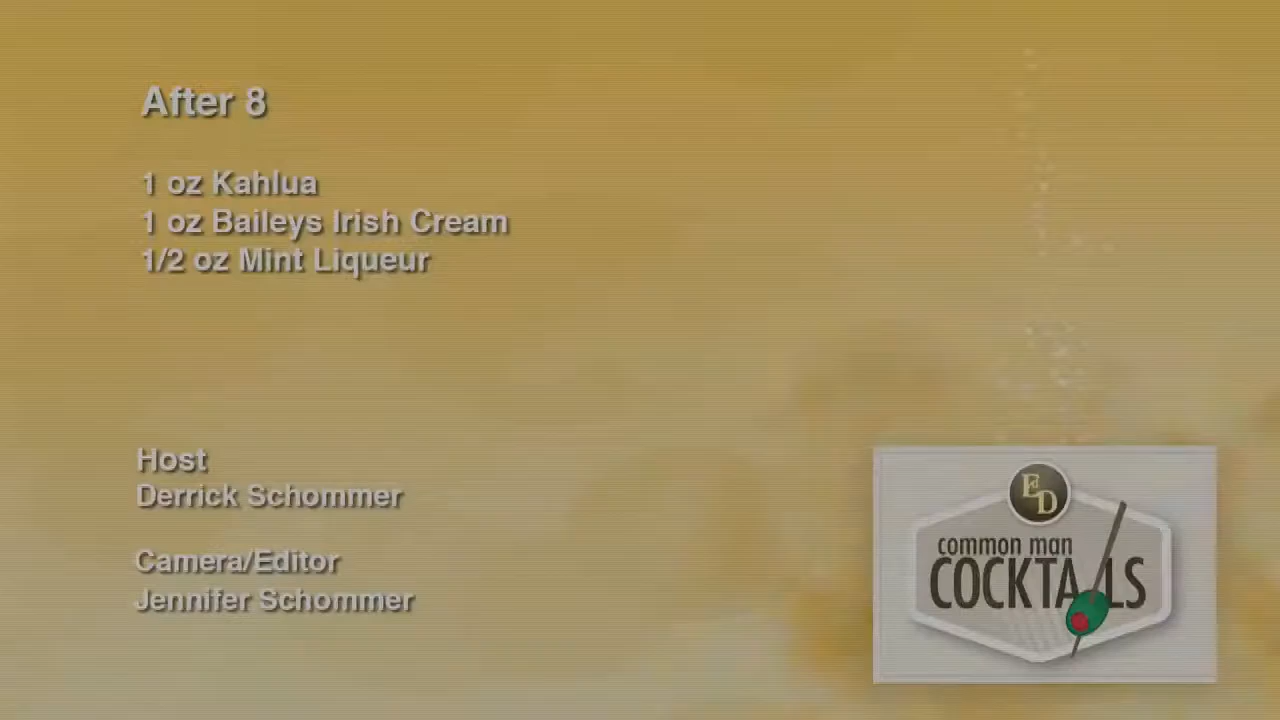 After 8
1 oz Kahlua
1 oz Baileys Irish Cream
1/2 oz Mint Liqueur
Host
Derrick Schommer
Camera/Editor
Jennifer Schommer
E d D
common man
COCKTAILS